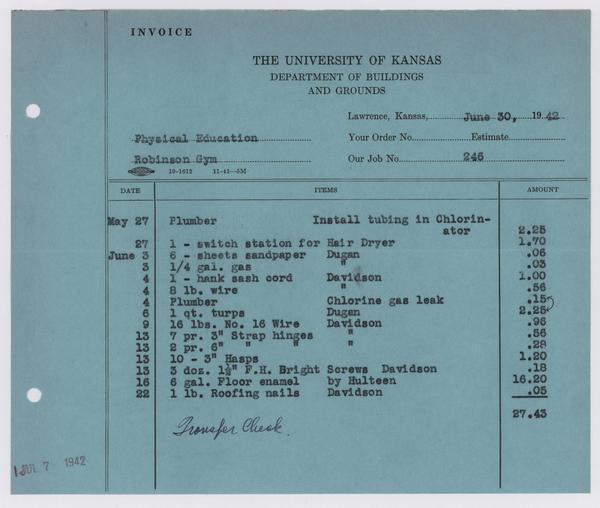 INVOICE
THE UNIVERSITY OF KANSAS
DEPARTMENT OF BUILDINGS
AND GROUNDS
Lawrence, Kansas, June 30, 1942
Physical Education Your Order No. Estimate
Robinson Gym Our Job No. 246
10-1612 11-41—5M
DATE ITEMS AMOUNT
May 27 Plumber Install tubing in Chlorin-
ator 2.25
27 1 - switch station for Hair Dryer 1.70
June 3 6 - sheets sandpaper Dugan .06
3 1/4 gal. gas " .03
4 1 - hank sash cord Davidson 1.00
4 8 lb. wire " .56
4 Plumber Chlorine gas leak .15
6 1 qt. turps Dugan 2.25
9 16 lbs. No. 16 Wire Davidson .96
13 7 pr. 3" Strap hinges " .56
13 2 pr. 6" " " " .28
13 10 - 3" Hasps 1.20
13 3 doz. 1½" F.H. Bright Screws Davidson .18
16 6 gal. Floor enamel by Hulteen 16.20
22 1 lb. Roofing nails Davidson .05
27.43
Transfer Check.
JUL 7 1942